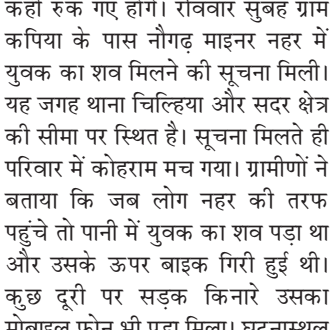 कहीं रुक गए होंगे। रविवार सुबह ग्राम
कपिया के पास नौगढ़ माइनर नहर में
युवक का शव मिलने की सूचना मिली।
यह जगह थाना चिल्हिया और सदर क्षेत्र
की सीमा पर स्थित है। सूचना मिलते ही
परिवार में कोहराम मच गया। ग्रामीणों ने
बताया कि जब लोग नहर की तरफ
पहुंचे तो पानी में युवक का शव पड़ा था
और उसके ऊपर बाइक गिरी हुई थी।
कुछ दूरी पर सड़क किनारे उसका
मोबाइल फोन भी पड़ा मिला। घटनास्थल